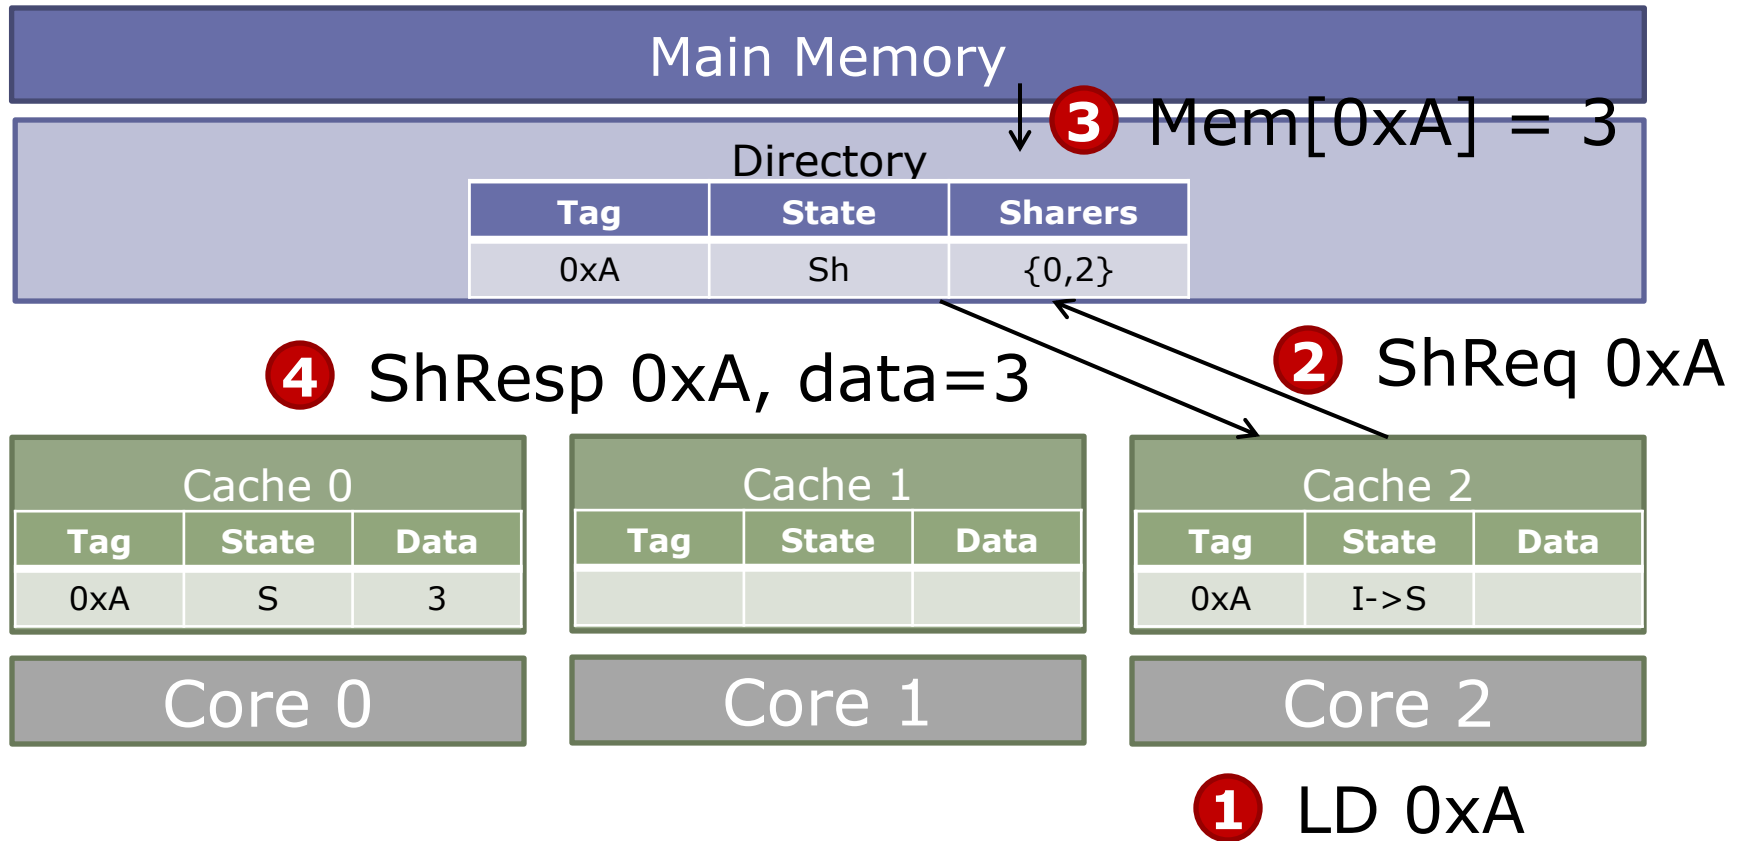 Main Memory
3 Mem[0xA] = 3
Directory
Tag State Sharers
0xA Sh {0,2}
4 ShResp 0xA, data=3
2 ShReq 0xA
Cache 0
Tag State Data
0xA S 3
Cache 1
Tag State Data
Cache 2
Tag State Data
0xA I->S
Core 0
Core 1
Core 2
1 LD 0xA